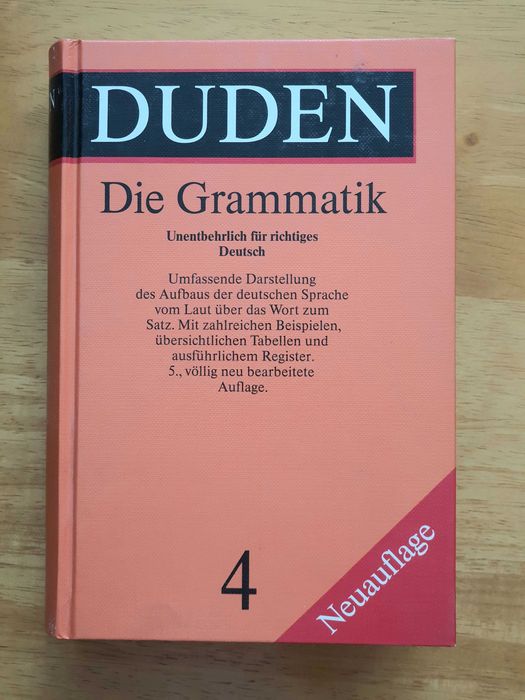 DUDEN
Die Grammatik
Unentbehrlich für richtiges
Deutsch
Umfassende Darstellung
des Aufbaus der deutschen Sprache
vom Laut über das Wort zum
Satz. Mit zahlreichen Beispielen,
übersichtlichen Tabellen und
ausführlichem Register.
5., völlig neu bearbeitete
Auflage.
4
Neuauflage